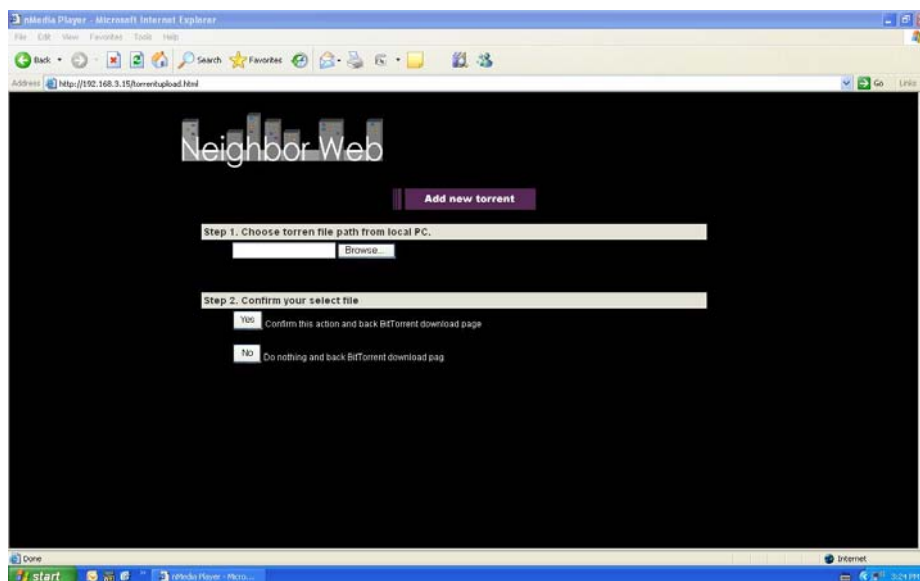 nMedia Player - Microsoft Internet Explorer
File Edit View Favorites Tools Help
Back Search Favorites
Address http://192.168.3.15/torrentupload.html Go Links
Neighbor Web
Add new torrent
Step 1. Choose torren file path from local PC.
Browse...
Step 2. Confirm your select file
Yes Confirm this action and back BitTorrent download page
No Do nothing and back BitTorrent download pag
Done Internet
start nMedia Player - Micro... 3:24 PM